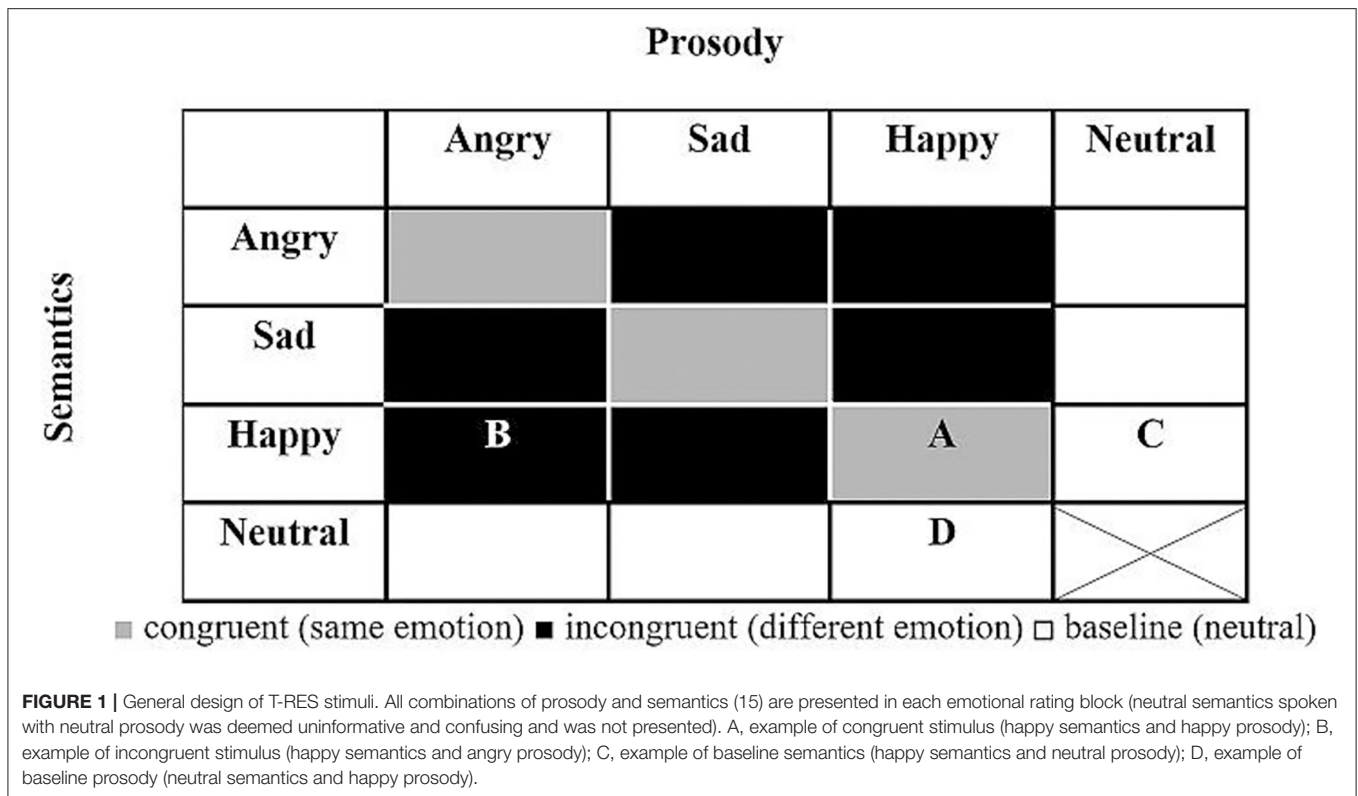 Prosody
Angry Sad Happy Neutral
Semantics
Angry
Sad
Happy B A C
Neutral D
congruent (same emotion) incongruent (different emotion) baseline (neutral)
FIGURE 1 | General design of T-RES stimuli. All combinations of prosody and semantics (15) are presented in each emotional rating block (neutral semantics spoken
with neutral prosody was deemed uninformative and confusing and was not presented). A, example of congruent stimulus (happy semantics and happy prosody); B,
example of incongruent stimulus (happy semantics and angry prosody); C, example of baseline semantics (happy semantics and neutral prosody); D, example of
baseline prosody (neutral semantics and happy prosody).